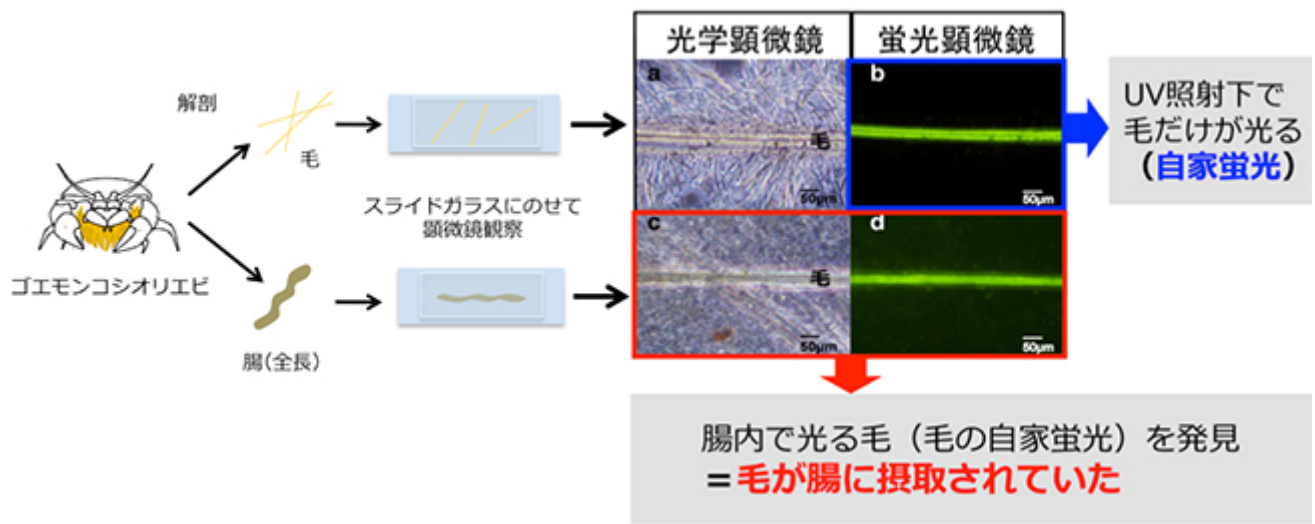 光学顕微鏡 蛍光顕微鏡
解剖
毛
スライドガラスにのせて
顕微鏡観察
ゴエモンコシオリエビ
腸(全長)
a
毛
50μm
b
50μm
c
毛
50μm
d
50μm
UV照射下で
毛だけが光る
(自家蛍光)
腸内で光る毛(毛の自家蛍光)を発見
=毛が腸に摂取されていた